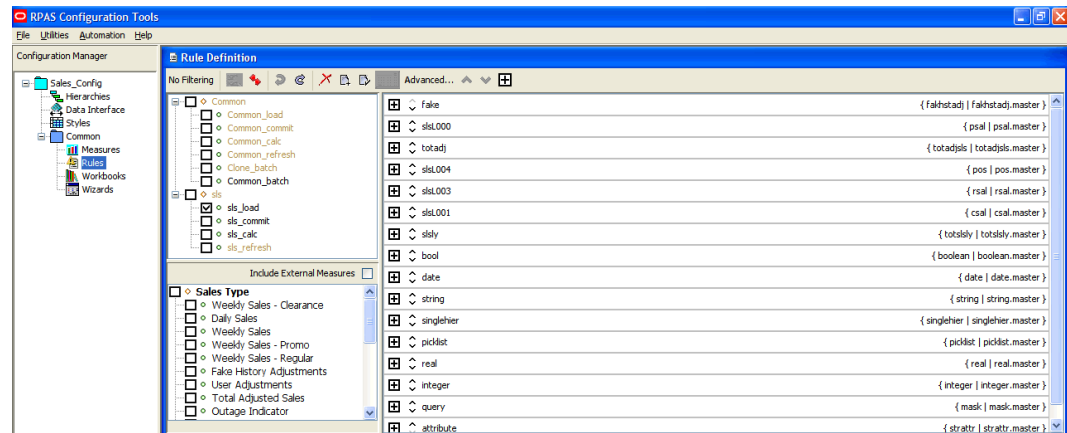 RPAS Configuration Tools
File Utilities Automation Help
Configuration Manager
Sales_Config
Hierarchies
Data Interface
Styles
Common
Measures
Rules
Workbooks
Wizards
Rule Definition
No Filtering Advanced...
Common
Common_load
Common_commit
Common_calc
Common_refresh
Clone_batch
Common_batch
sls
sls_load
sls_commit
sls_calc
sls_refresh
Include External Measures
Sales Type
Weekly Sales - Clearance
Daily Sales
Weekly Sales
Weekly Sales - Promo
Weekly Sales - Regular
Fake History Adjustments
User Adjustments
Total Adjusted Sales
Outage Indicator
fake { fakhstadj | fakhstadj.master }
slsL000 { psal | psal.master }
totadj { totadjsls | totadjsls.master }
slsL004 { pos | pos.master }
slsL003 { rsal | rsal.master }
slsL001 { csal | csal.master }
slsly { totslsly | totslsly.master }
bool { boolean | boolean.master }
date { date | date.master }
string { string | string.master }
singlehier { singlehier | singlehier.master }
picklist { picklist | picklist.master }
real { real | real.master }
integer { integer | integer.master }
query { mask | mask.master }
attribute { strattr | strattr.master }